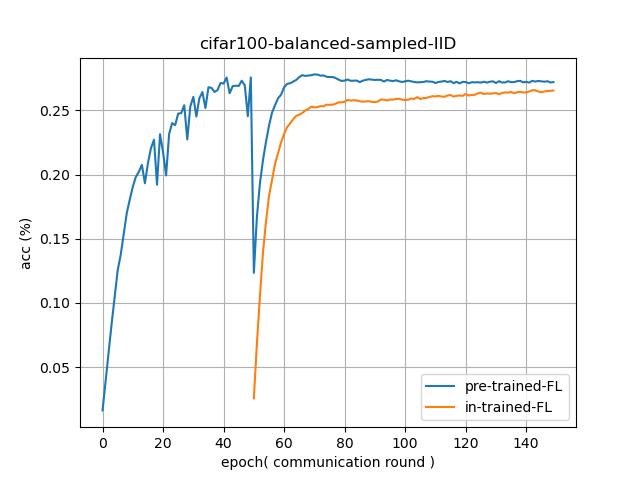 cifar100-balanced-sampled-IID
acc (%)
0.25
0.20
0.15
0.10
0.05
0 20 40 60 80 100 120 140
epoch( communication round )
pre-trained-FL
in-trained-FL